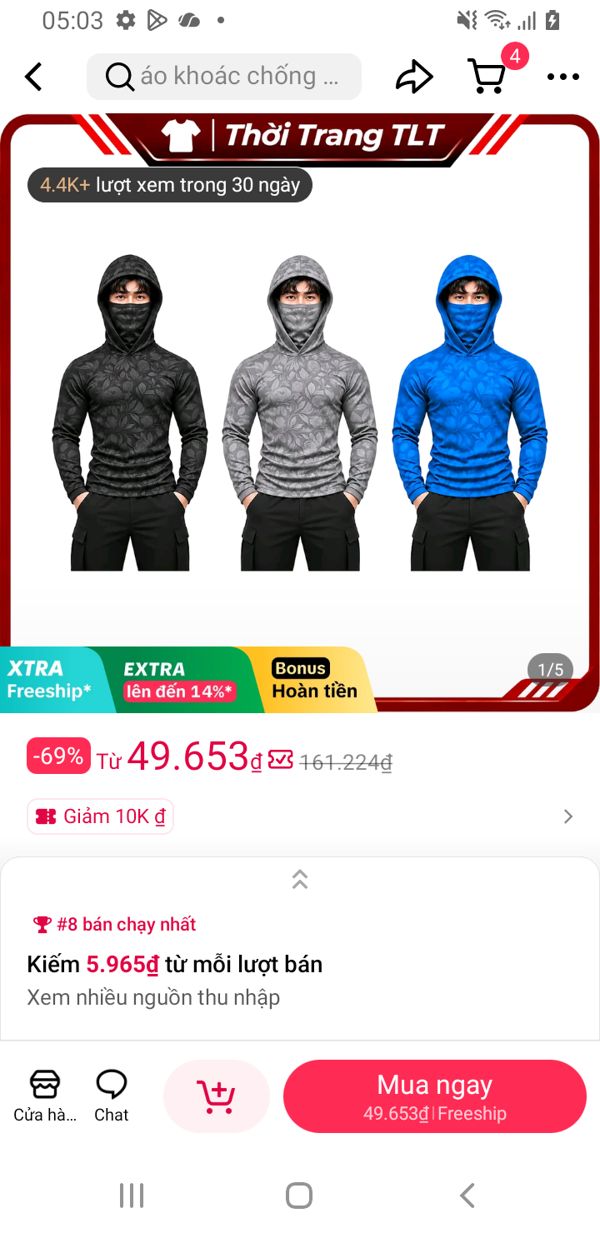 05:03
áo khoác chống ...
4
Thời Trang TLT
4.4K+ lượt xem trong 30 ngày
XTRA
Freeship*
EXTRA
lên đến 14%*
Bonus
Hoàn tiền
1/5
-69% Từ 49.653₫ 161.224₫
Giảm 10K ₫
#8 bán chạy nhất
Kiếm 5.965₫ từ mỗi lượt bán
Xem nhiều nguồn thu nhập
Cửa hà...
Chat
Mua ngay
49.653₫ | Freeship